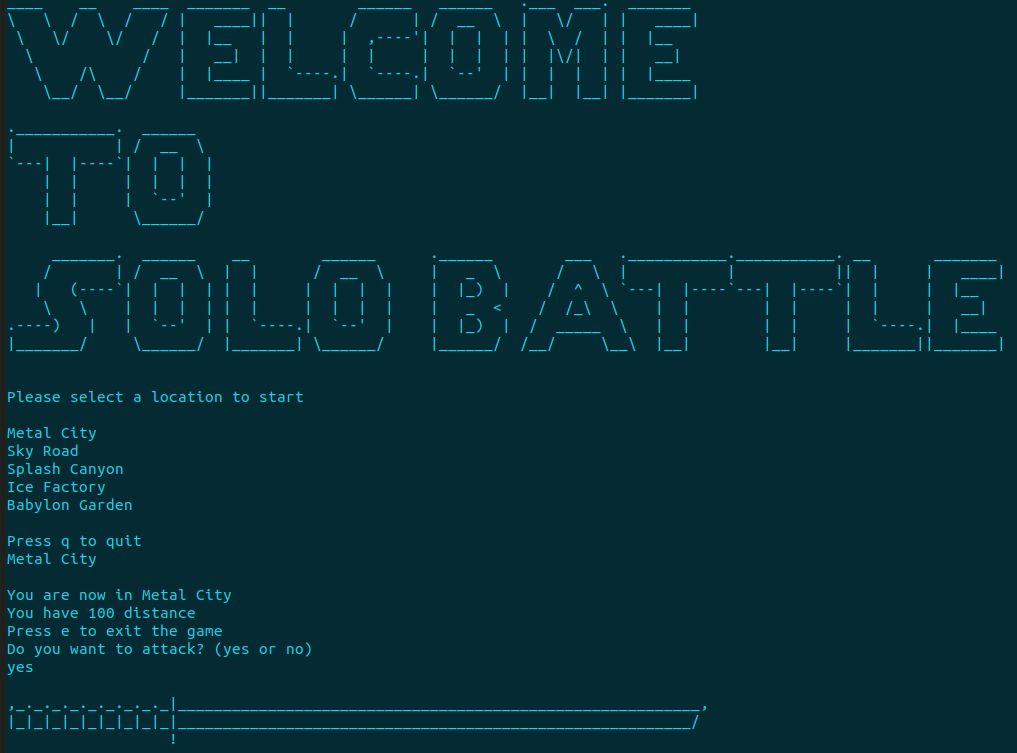 WELCOME
TO
SOLO BATTLE
Please select a location to start
Metal City
Sky Road
Splash Canyon
Ice Factory
Babylon Garden
Press q to quit
Metal City
You are now in Metal City
You have 100 distance
Press e to exit the game
Do you want to attack? (yes or no)
yes